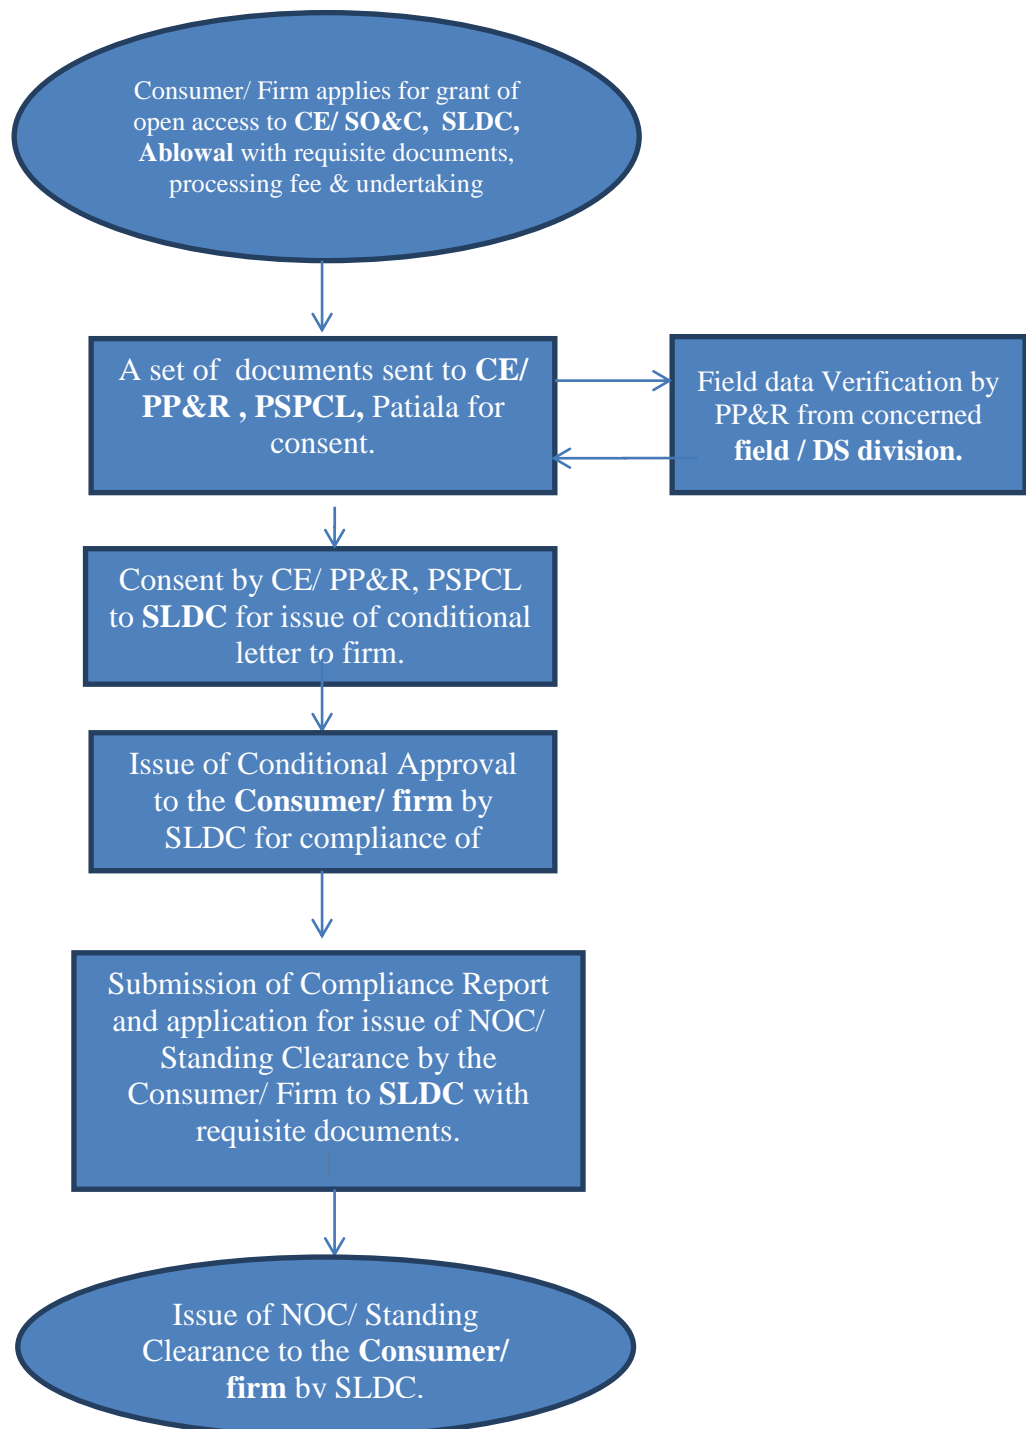 Consumer/ Firm applies for grant of
open access to CE/ SO&C, SLDC,
Ablowal with requisite documents,
processing fee & undertaking
A set of documents sent to CE/
PP&R , PSPCL, Patiala for
consent.
Field data Verification by
PP&R from concerned
field / DS division.
Consent by CE/ PP&R, PSPCL
to SLDC for issue of conditional
letter to firm.
Issue of Conditional Approval
to the Consumer/ firm by
SLDC for compliance of
Submission of Compliance Report
and application for issue of NOC/
Standing Clearance by the
Consumer/ Firm to SLDC with
requisite documents.
Issue of NOC/ Standing
Clearance to the Consumer/
firm by SLDC.